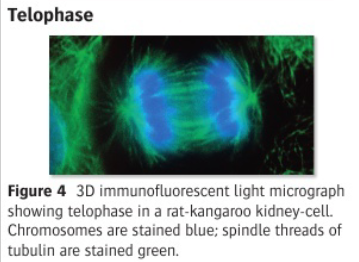 Telophase
Figure 4 3D immunofluorescent light micrograph
showing telophase in a rat-kangaroo kidney-cell.
Chromosomes are stained blue; spindle threads of
tubulin are stained green.